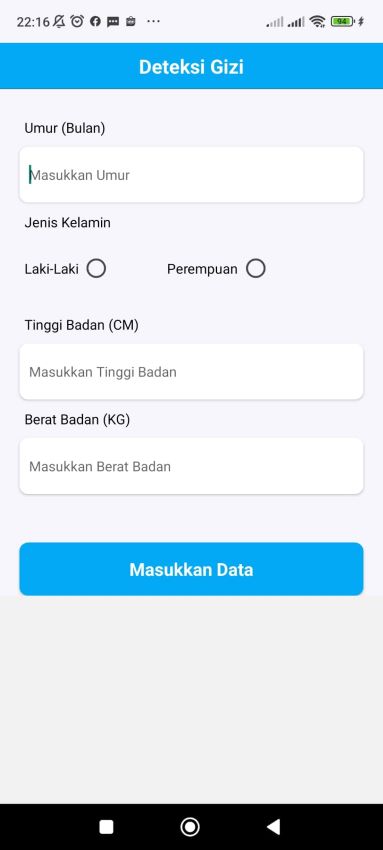 22:16
94
Deteksi Gizi
Umur (Bulan)
Masukkan Umur
Jenis Kelamin
Laki-Laki
Perempuan
Tinggi Badan (CM)
Masukkan Tinggi Badan
Berat Badan (KG)
Masukkan Berat Badan
Masukkan Data